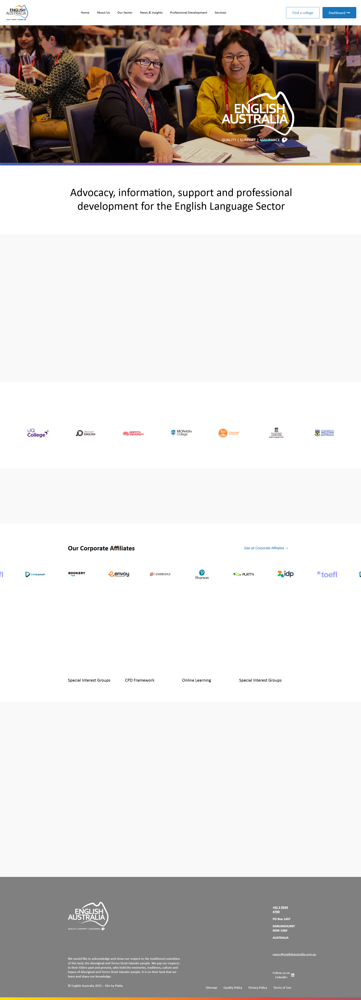 ENGLISH
AUSTRALIA
QUALITY | SUPPORT | ASSURANCE
Home
About Us
Our Sector
News & Insights
Professional Development
Services
Find a college
Dashboard
IELTS
ENGLISH
AUSTRALIA
QUALITY | SUPPORT | ASSURANCE
Advocacy, information, support and professional
development for the English Language Sector
UQ
College
discover
ENGLISH
GRIFFITH
UNIVERSITY
MONASH
College
ilsc
LANGUAGE
SCHOOLS
THE UNIVERSITY
of ADELAIDE
English Language Centre
THE UNIVERSITY OF
WESTERN
AUSTRALIA
Our Corporate Affiliates
See all Corporate Affiliates →
LiveLaunch
BOOKERY
envoy
CAMBRIDGE
Pearson
PLATTY
idp
toefl
Special Interest Groups
CPD Framework
Online Learning
Special Interest Groups
ENGLISH
AUSTRALIA
QUALITY | SUPPORT | ASSURANCE
+61 2 9264
4700
PO Box 1437
DARLINGHURST
NSW 1300
AUSTRALIA
easec@englishaustralia.com.au
We would like to acknowledge and show our respect to the traditional custodians
of this land, the Aboriginal and Torres Strait Islander people. We pay our respects
to their Elders past and present, who hold the memories, traditions, culture and
hopes of Aboriginal and Torres Strait Islander people. It is on their land that we
learn and share our knowledge.
Follow us on
LinkedIn:
© English Australia 2025 – Site by Platty
Sitemap
Quality Policy
Privacy Policy
Terms of Use